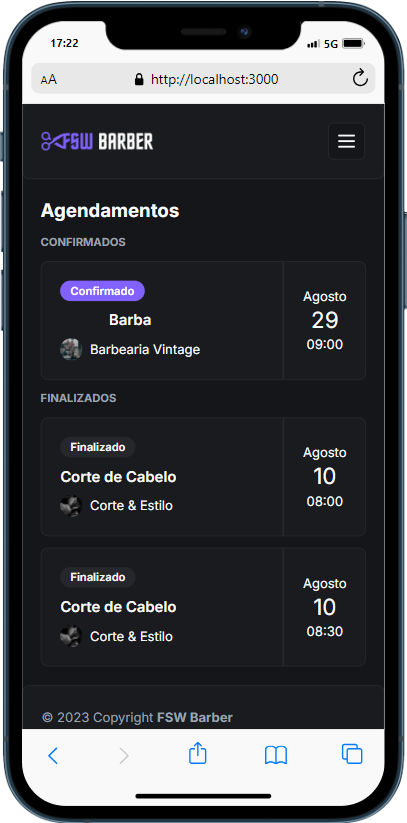 17:22
5G
AA
http://localhost:3000
FSW BARBER
Agendamentos
CONFIRMADOS
Confirmado
Barba
Barbearia Vintage
Agosto
29
09:00
FINALIZADOS
Finalizado
Corte de Cabelo
Corte & Estilo
Agosto
10
08:00
Finalizado
Corte de Cabelo
Corte & Estilo
Agosto
10
08:30
© 2023 Copyright FSW Barber